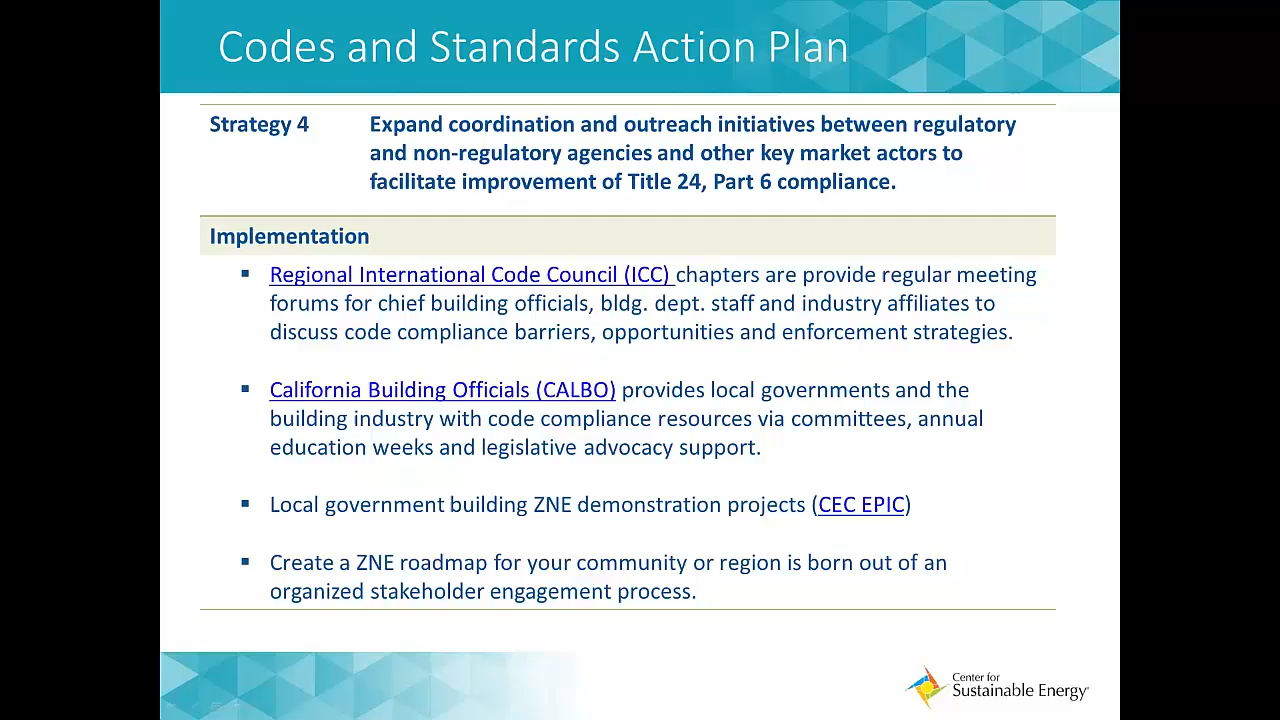 Codes and Standards Action Plan
Strategy 4
Expand coordination and outreach initiatives between regulatory
and non-regulatory agencies and other key market actors to
facilitate improvement of Title 24, Part 6 compliance.
Implementation
▪ Regional International Code Council (ICC) chapters are provide regular meeting
forums for chief building officials, bldg. dept. staff and industry affiliates to
discuss code compliance barriers, opportunities and enforcement strategies.
▪ California Building Officials (CALBO) provides local governments and the
building industry with code compliance resources via committees, annual
education weeks and legislative advocacy support.
▪ Local government building ZNE demonstration projects (CEC EPIC)
▪ Create a ZNE roadmap for your community or region is born out of an
organized stakeholder engagement process.
Center for
Sustainable Energy